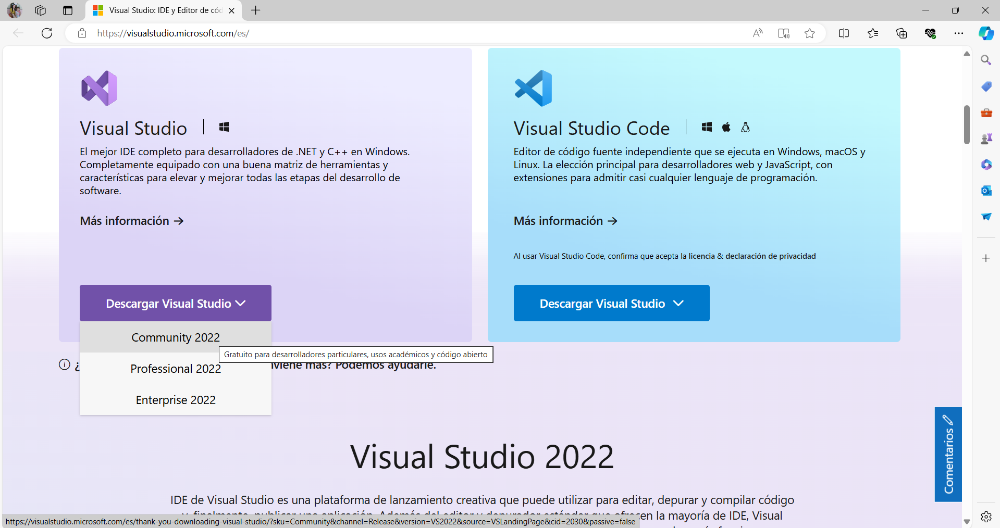 Visual Studio: IDE y Editor de cód
https://visualstudio.microsoft.com/es/
Visual Studio
El mejor IDE completo para desarrolladores de .NET y C++ en Windows.
Completamente equipado con una buena matriz de herramientas y
características para elevar y mejorar todas las etapas del desarrollo de
software.
Más información →
Descargar Visual Studio
Community 2022
Professional 2022
Enterprise 2022
Gratuito para desarrolladores particulares, usos académicos y código abierto
Visual Studio Code
Editor de código fuente independiente que se ejecuta en Windows, macOS y
Linux. La elección principal para desarrolladores web y JavaScript, con
extensiones para admitir casi cualquier lenguaje de programación.
Más información →
Al usar Visual Studio Code, confirma que acepta la licencia & declaración de privacidad
Descargar Visual Studio
¿ más? Podemos ayudarle.
Visual Studio 2022
IDE de Visual Studio es una plataforma de lanzamiento creativa que puede utilizar para editar, depurar y compilar código
la mayoría de IDE, Visual
Comentarios
https://visualstudio.microsoft.com/es/thank-you-downloading-visual-studio/?sku=Community&channel=Release&version=VS2022&source=VSLandingPage&cid=2030&passive=false